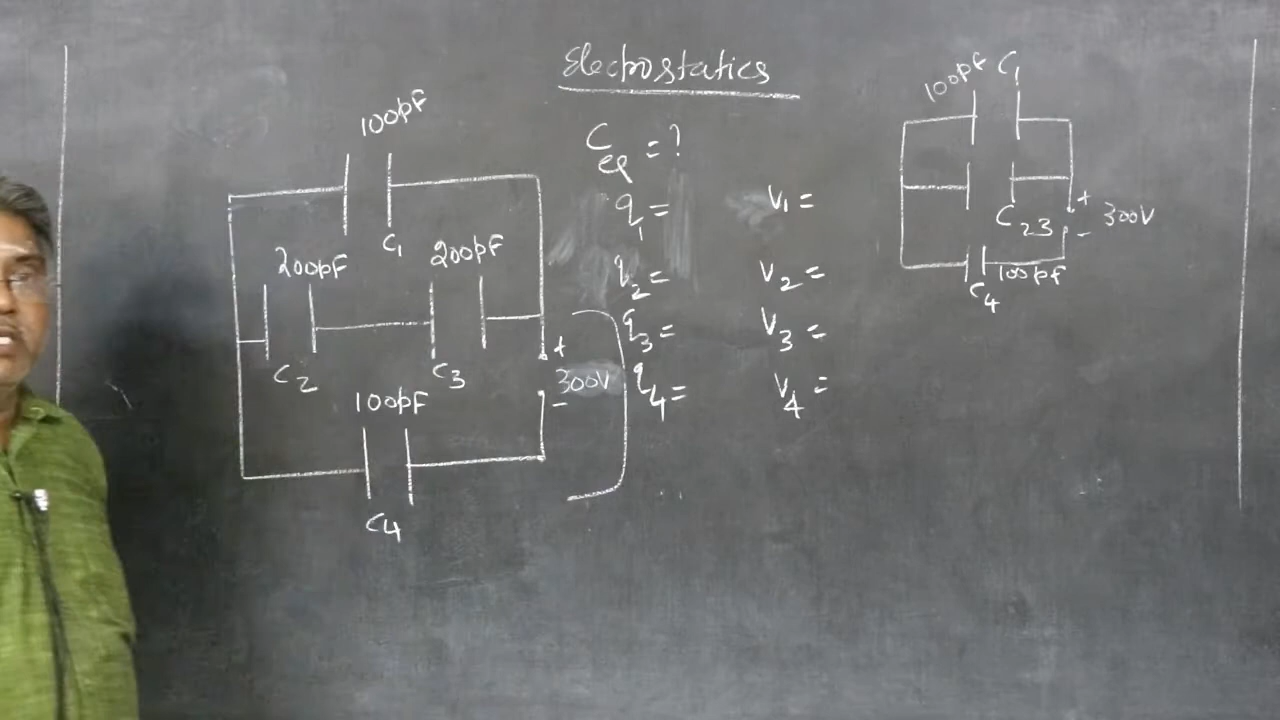 Electrostatics
100pF
C1
200pF
200pF
C2
C3
+
300V
-
100pF
C4
Ceq = ?
q1 =
V1 =
q2 =
V2 =
q3 =
V3 =
q4 =
V4 =
100pF C1
C23
+
300V
-
100pF
C4